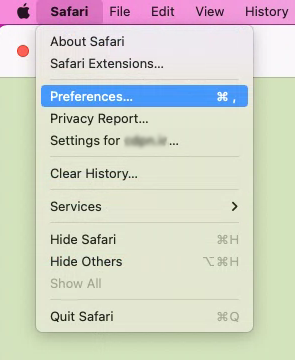 Safari File Edit View History
About Safari
Safari Extensions...
Preferences... ⌘ ,
Privacy Report...
Settings for ...
Clear History...
Services
Hide Safari ⌘H
Hide Others ⌥⌘H
Show All
Quit Safari ⌘Q